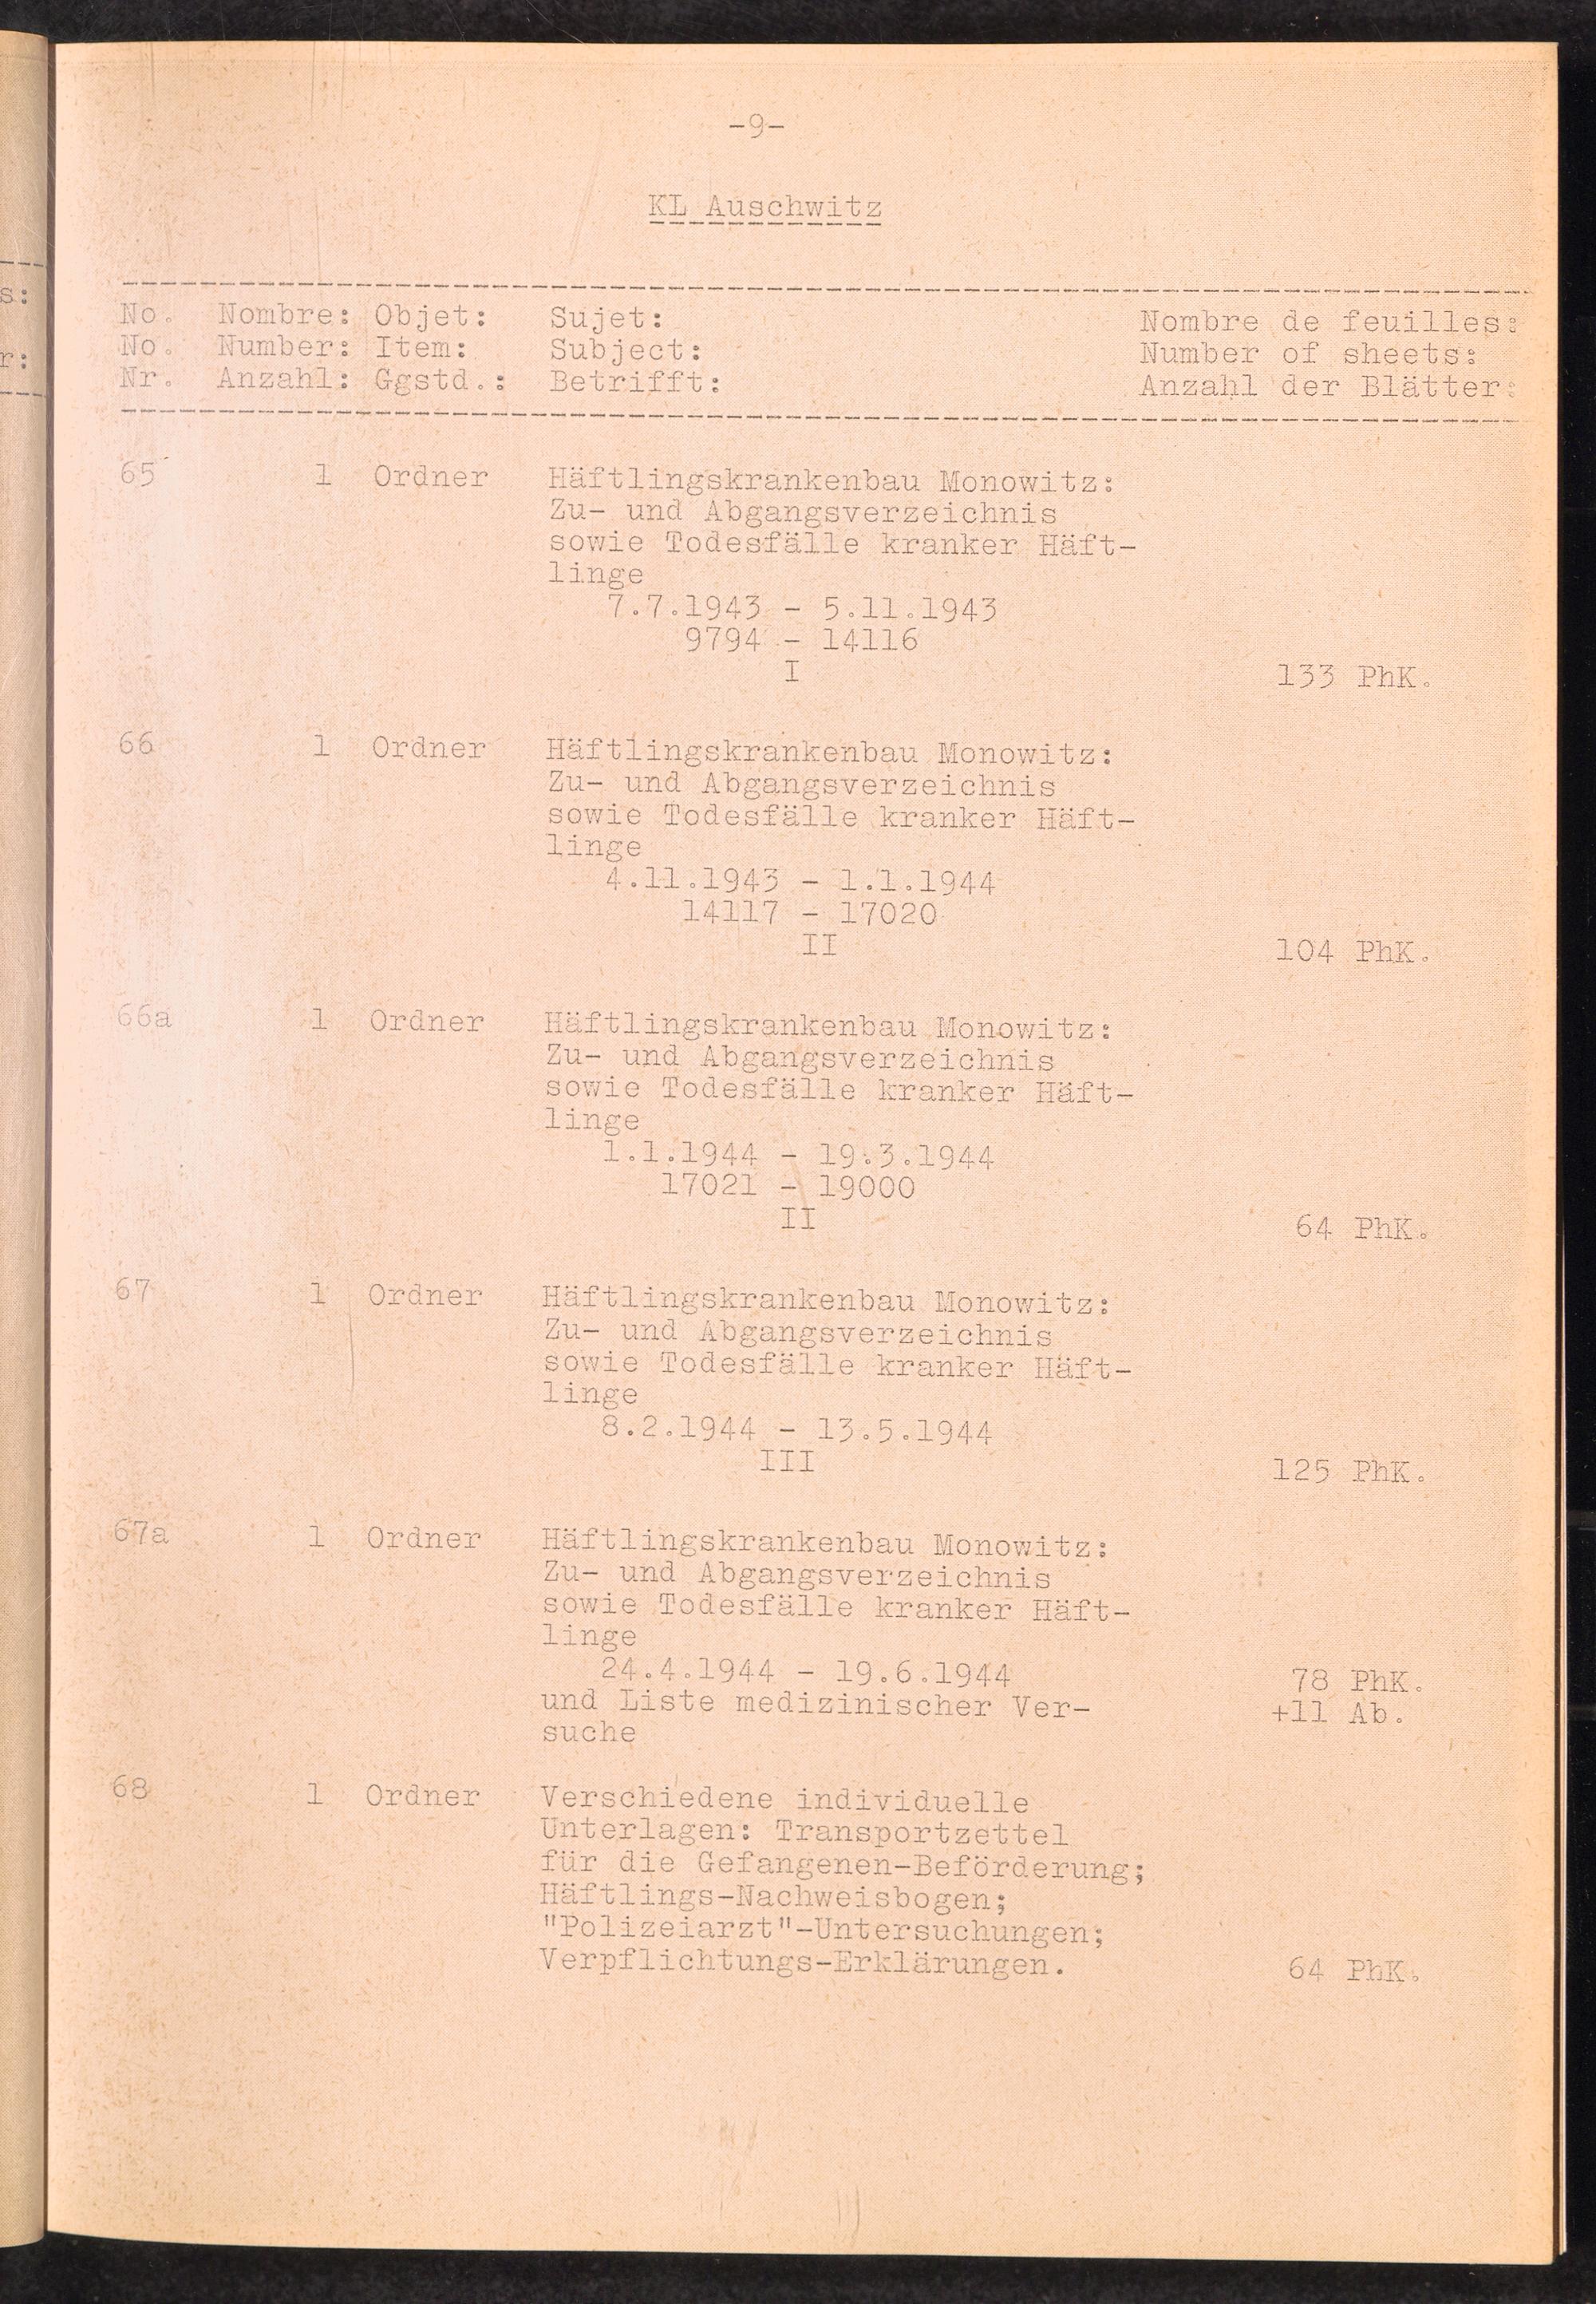 -9-
KL Auschwitz
No. Nombre: Objet: Sujet: Nombre de feuilles:
No. Number: Item: Subject: Number of sheets:
Nr. Anzahl: Ggstd.: Betrifft: Anzahl der Blätter:
65 1 Ordner Häftlingskrankenbau Monowitz:
Zu- und Abgangsverzeichnis
sowie Todesfälle kranker Häft-
linge
7.7.1943 - 5.11.1943
9794 - 14116
I 133 PhK.
66 1 Ordner Häftlingskrankenbau Monowitz:
Zu- und Abgangsverzeichnis
sowie Todesfälle kranker Häft-
linge
4.11.1943 - 1.1.1944
14117 - 17020
II 104 PhK.
66a 1 Ordner Häftlingskrankenbau Monowitz:
Zu- und Abgangsverzeichnis
sowie Todesfälle kranker Häft-
linge
1.1.1944 - 19.3.1944
17021 - 19000
II 64 PhK.
67 1 Ordner Häftlingskrankenbau Monowitz:
Zu- und Abgangsverzeichnis
sowie Todesfälle kranker Häft-
linge
8.2.1944 - 13.5.1944
III 125 PhK.
67a 1 Ordner Häftlingskrankenbau Monowitz:
Zu- und Abgangsverzeichnis
sowie Todesfälle kranker Häft-
linge
24.4.1944 - 19.6.1944 78 PhK.
und Liste medizinischer Ver- +11 Ab.
suche
68 1 Ordner Verschiedene individuelle
Unterlagen: Transportzettel
für die Gefangenen-Beförderung;
Häftlings-Nachweisbogen;
"Polizeiarzt"-Untersuchungen;
Verpflichtungs-Erklärungen. 64 PhK.